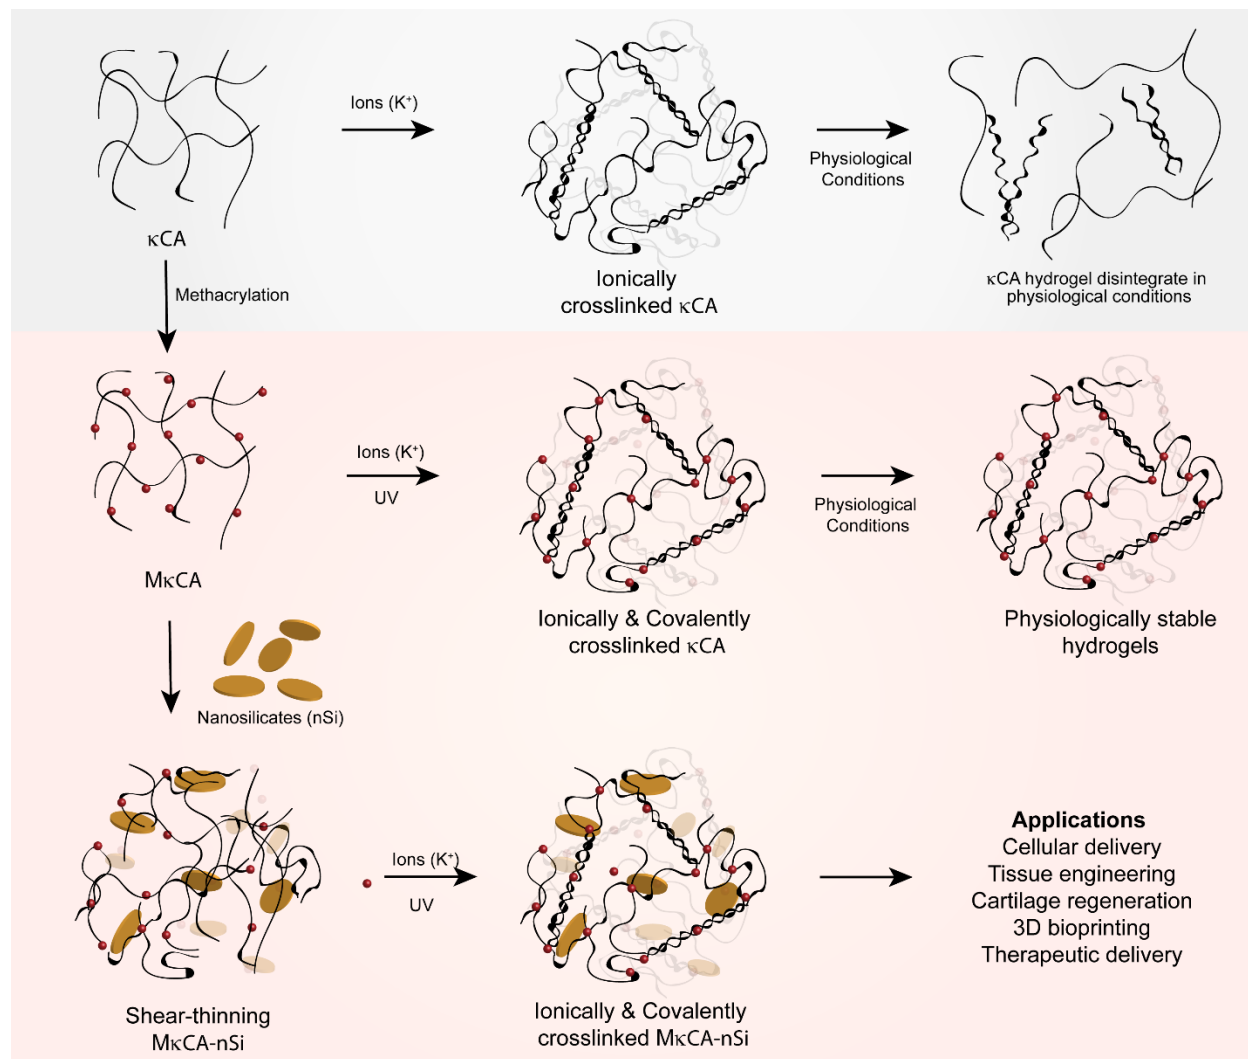 κCA
Ions (K⁺)
Ionically
crosslinked κCA
Physiological
Conditions
κCA hydrogel disintegrate in
physiological conditions
Methacrylation
MκCA
Ions (K⁺)
UV
Ionically & Covalently
crosslinked κCA
Physiological
Conditions
Physiologically stable
hydrogels
Nanosilicates (nSi)
Shear-thinning
MκCA-nSi
Ions (K⁺)
UV
Ionically & Covalently
crosslinked MκCA-nSi
Applications
Cellular delivery
Tissue engineering
Cartilage regeneration
3D bioprinting
Therapeutic delivery